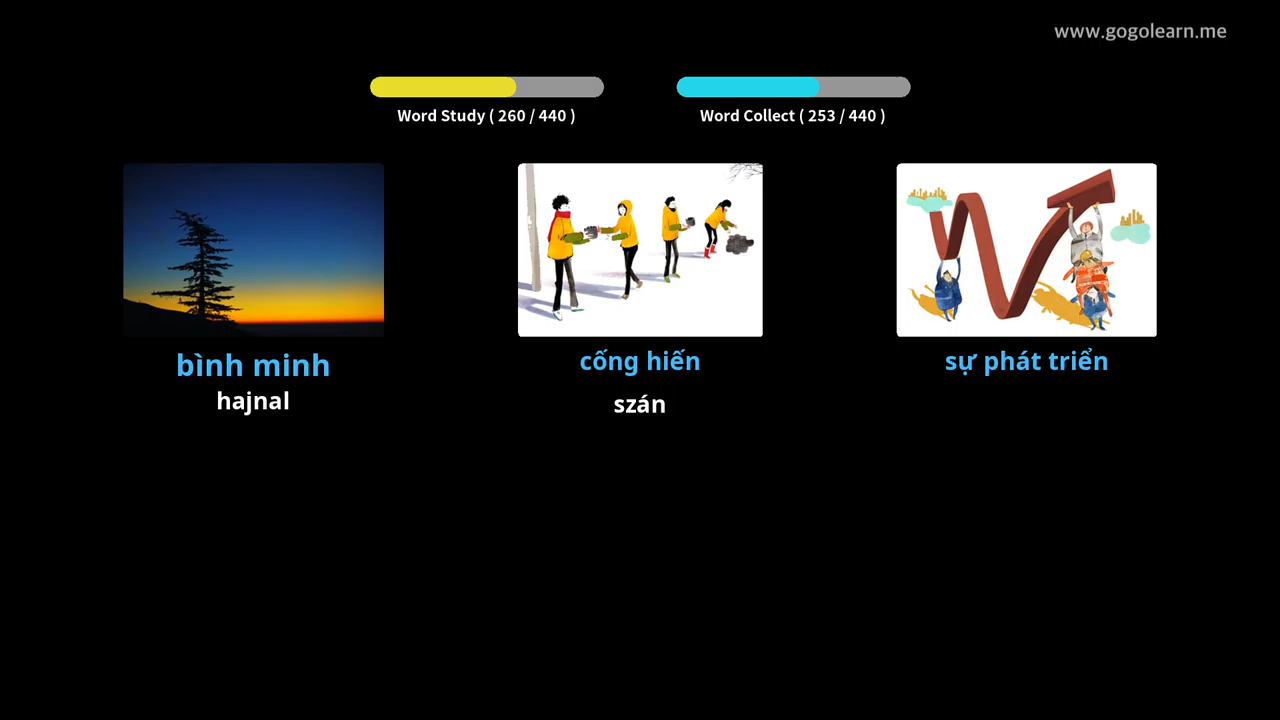 www.gogolearn.me
Word Study ( 260 / 440 )
Word Collect ( 253 / 440 )
bình minh
hajnal
cống hiến
szán
sự phát triển